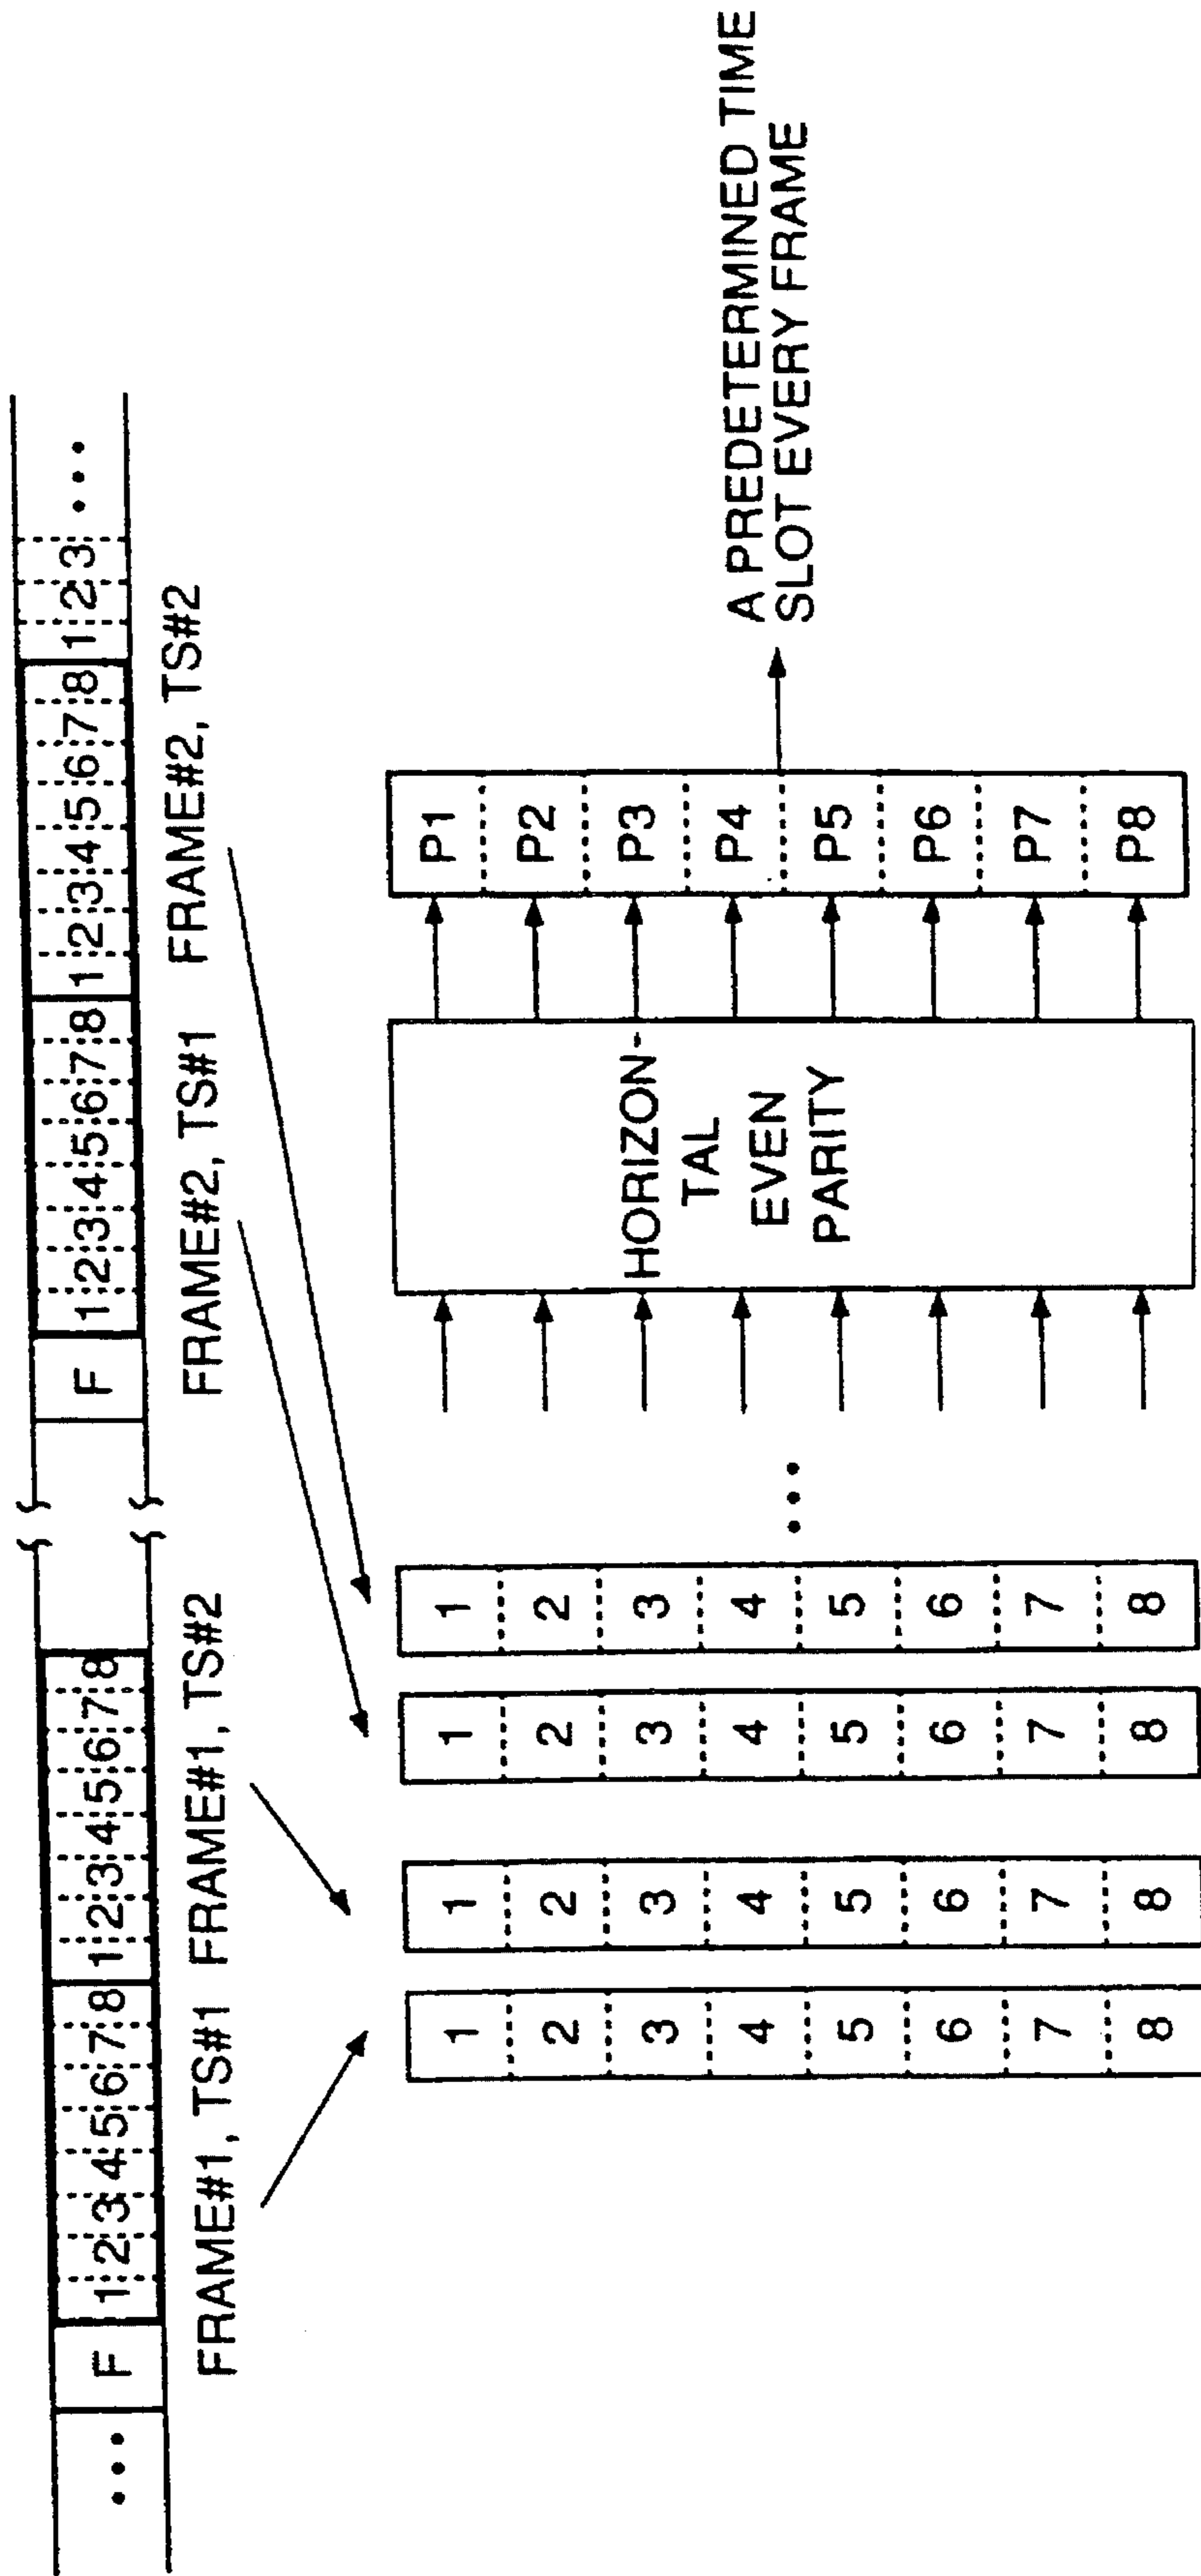 ... F 1 2 3 4 5 6 7 8 1 2 3 4 5 6 7 8 F 1 2 3 4 5 6 7 8 1 2 3 4 5 6 7 8 1 2 3 ...
FRAME#1, TS#1 FRAME#1, TS#2 FRAME#2, TS#1 FRAME#2, TS#2
1 1 1 1 P1
2 2 2 2 P2
3 3 3 3 HORIZON- P3
4 4 4 4 TAL P4
5 5 5 5 EVEN P5
6 6 6 6 PARITY P6
7 7 7 7 P7
8 8 8 8 P8
...
A PREDETERMINED TIME
SLOT EVERY FRAME